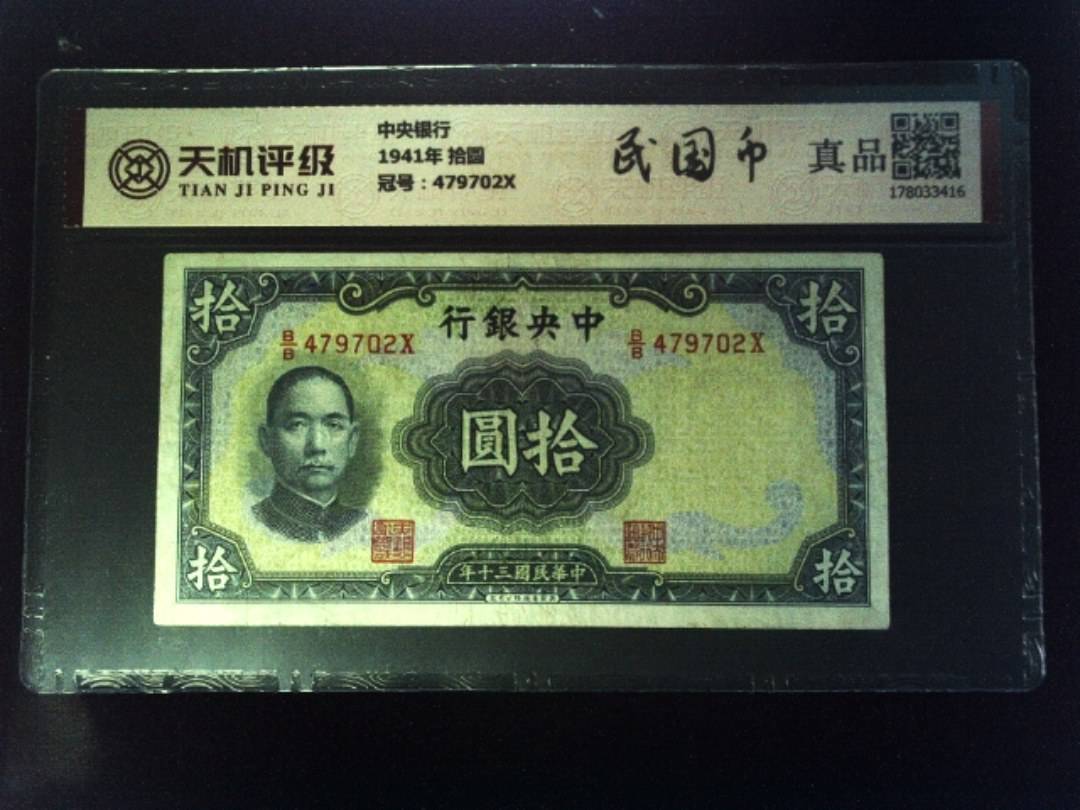 天机评级
TIAN JI PING JI
中央银行
1941年 拾圆
冠号：479702X
民国币
真品
178033416
拾
拾
行銀央中
B/B 479702X
B/B 479702X
圓拾
年十三國民華中
拾
拾